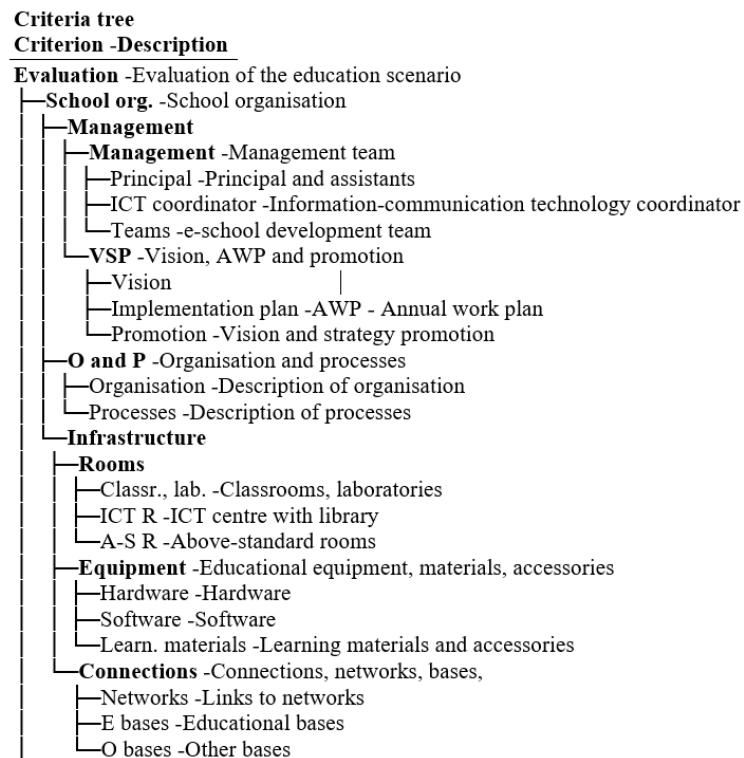 Criteria tree
Criterion -Description
Evaluation -Evaluation of the education scenario
School org. -School organisation
Management
Management -Management team
Principal -Principal and assistants
ICT coordinator -Information-communication technology coordinator
Teams -e-school development team
VSP -Vision, AWP and promotion
Vision
Implementation plan -AWP - Annual work plan
Promotion -Vision and strategy promotion
O and P -Organisation and processes
Organisation -Description of organisation
Processes -Description of processes
Infrastructure
Rooms
Classr., lab. -Classrooms, laboratories
ICT R -ICT centre with library
A-S R -Above-standard rooms
Equipment -Educational equipment, materials, accessories
Hardware -Hardware
Software -Software
Learn. materials -Learning materials and accessories
Connections -Connections, networks, bases,
Networks -Links to networks
E bases -Educational bases
O bases -Other bases